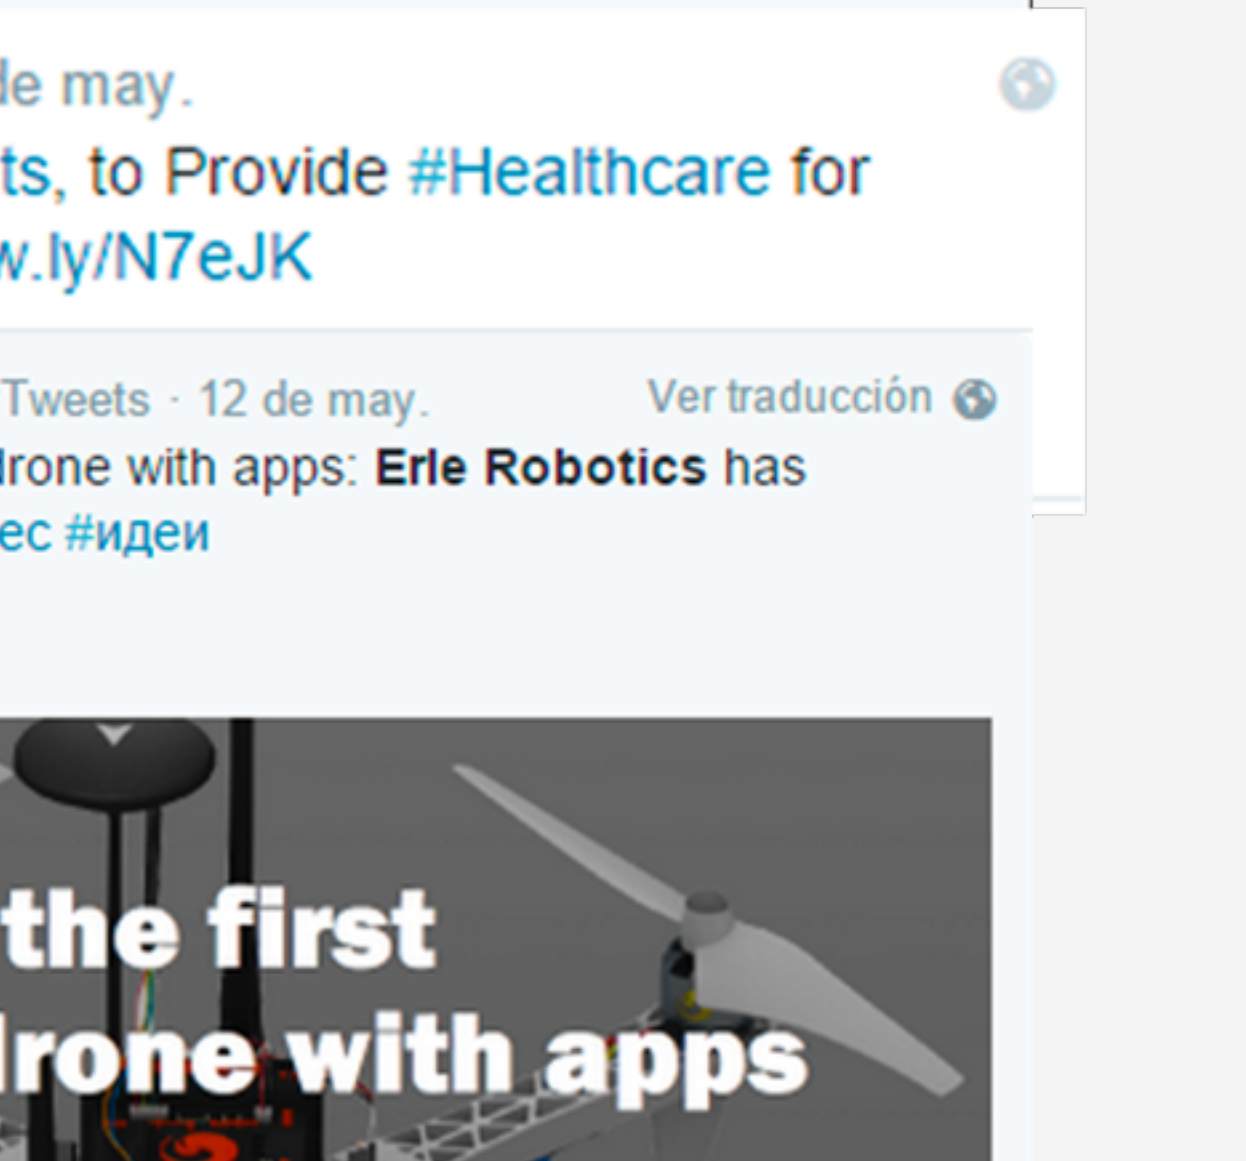 de may.
ts, to Provide #Healthcare for
w.ly/N7eJK
Tweets · 12 de may. Ver traducción
drone with apps: Erle Robotics has
ес #идеи
the first
drone with apps